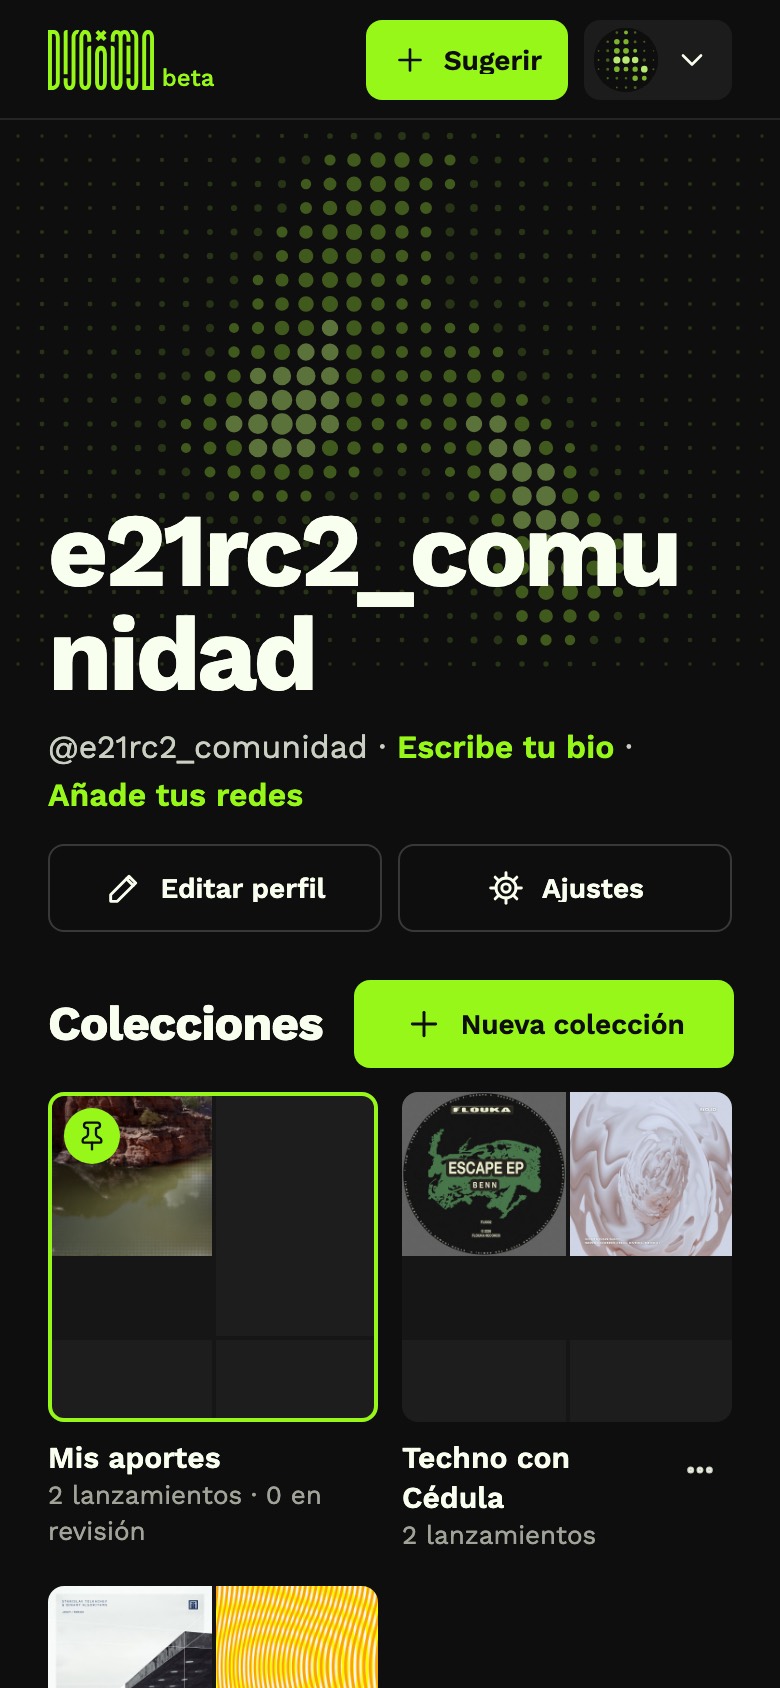 beta
Sugerir
e21rc2_comu
nidad
@e21rc2_comunidad · Escribe tu bio ·
Añade tus redes
Editar perfil
Ajustes
Colecciones
Nueva colección
FLOUKA
ESCAPE EP
BENN
Mis aportes
2 lanzamientos · 0 en
revisión
Techno con
Cédula
2 lanzamientos